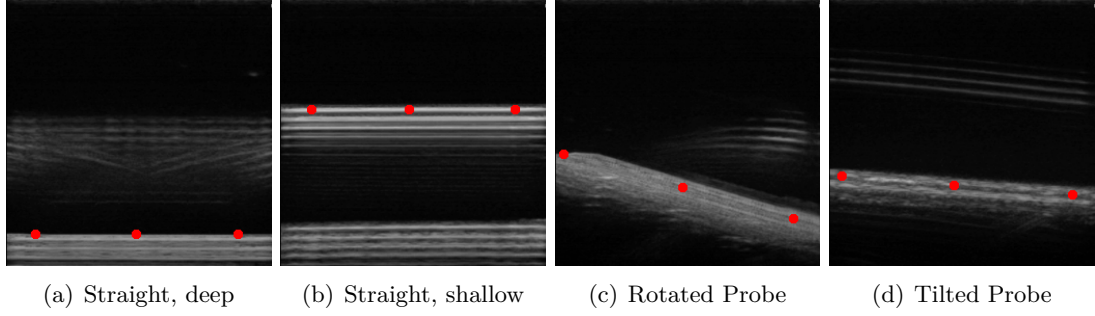 (a) Straight, deep
(b) Straight, shallow
(c) Rotated Probe
(d) Tilted Probe